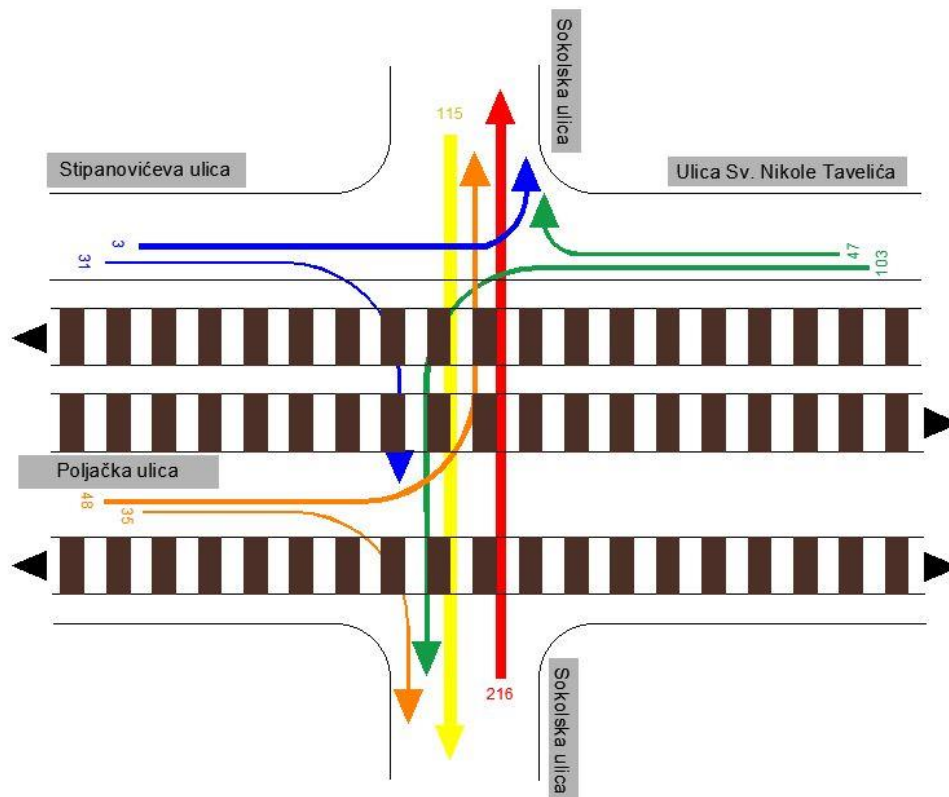 Sokolska ulica
115
Stipanovićeva ulica
Ulica Sv. Nikole Tavelića
3
31
47
103
Poljačka ulica
48
35
216
Sokolska ulica